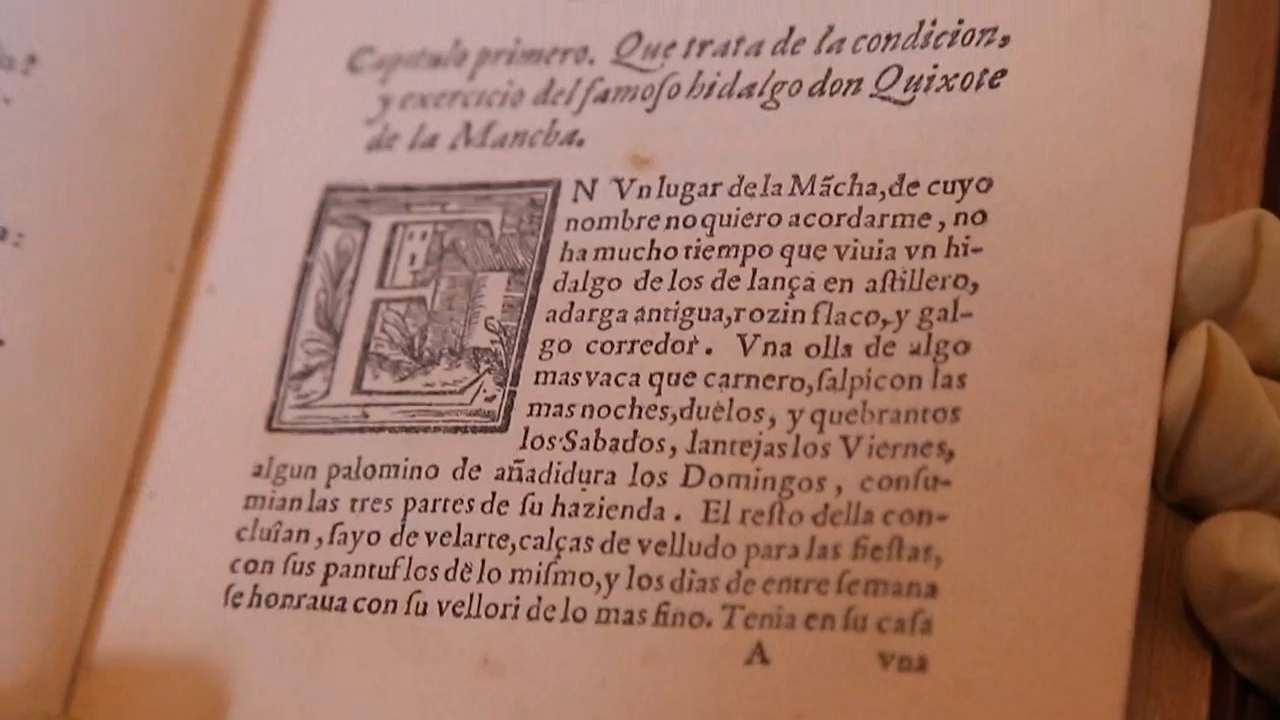 Capitulo primero. Que trata de la condicion,
y exercicio del famoſo hidalgo don Quixote
de la Mancha.
EN Vn lugar de la Mãcha, de cuyo
nombre no quiero acordarme, no
ha mucho tiempo que viuia vn hi-
dalgo de los de lança en aſtillero,
adarga antigua, rozin flaco, y gal-
go corredor. Vna olla de algo
mas vaca que carnero, ſalpicon las
mas noches, duelos, y quebrantos
los Sabados, lantejas los Viernes,
algun palomino de añadidura los Domingos, conſu-
mian las tres partes de ſu hazienda. El reſto della con-
cluîan, ſayo de velarte, calças de velludo para las fieſtas,
con ſus pantuflos de lo miſmo, y los dias de entre ſemana
ſe honraua con ſu vellori de lo mas fino. Tenia en ſu caſa
A vna